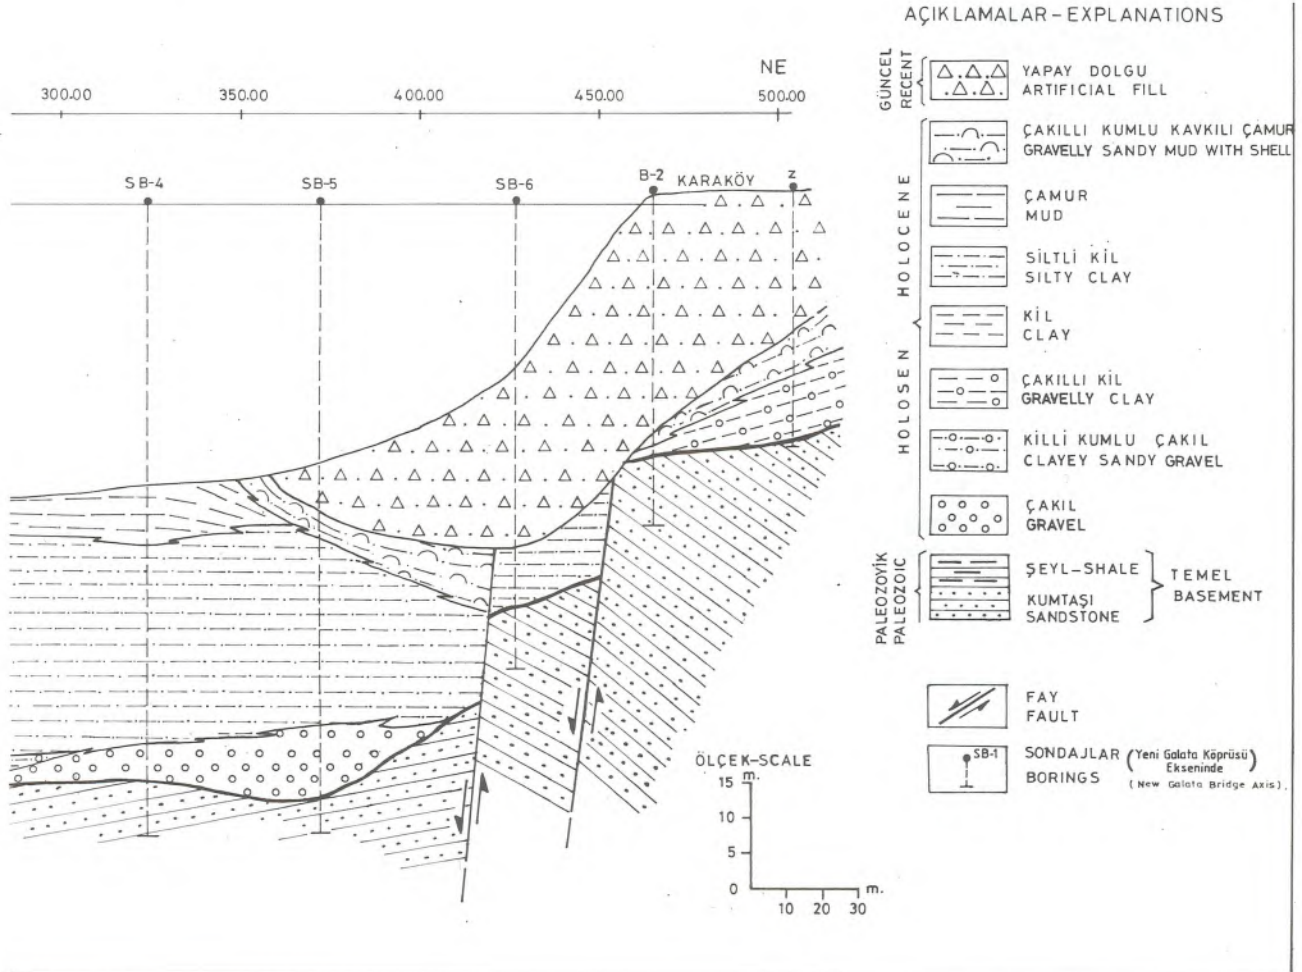 AÇIKLAMALAR-EXPLANATIONS
NE
300.00 350.00 400.00 450.00 500.00
SB-4 SB-5 SB-6 B-2 KARAKÖY z
GÜNCEL
RECENT
YAPAY DOLGU
ARTIFICIAL FILL
HOLOSEN HOLOCENE
ÇAKILLI KUMLU KAVKILI ÇAMUR
GRAVELLY SANDY MUD WITH SHELL
ÇAMUR
MUD
SİLTLİ KİL
SILTY CLAY
KİL
CLAY
ÇAKILLI KİL
GRAVELLY CLAY
KİLLİ KUMLU ÇAKIL
CLAYEY SANDY GRAVEL
ÇAKIL
GRAVEL
PALEOZOYİK
PALEOZOIC
ŞEYL-SHALE
KUMTAŞI
SANDSTONE
TEMEL
BASEMENT
FAY
FAULT
SB-1
SONDAJLAR (Yeni Galata Köprüsü
Ekseninde)
BORINGS (New Galata Bridge Axis).
ÖLÇEK-SCALE
m.
15
10
5
0
m.
10 20 30